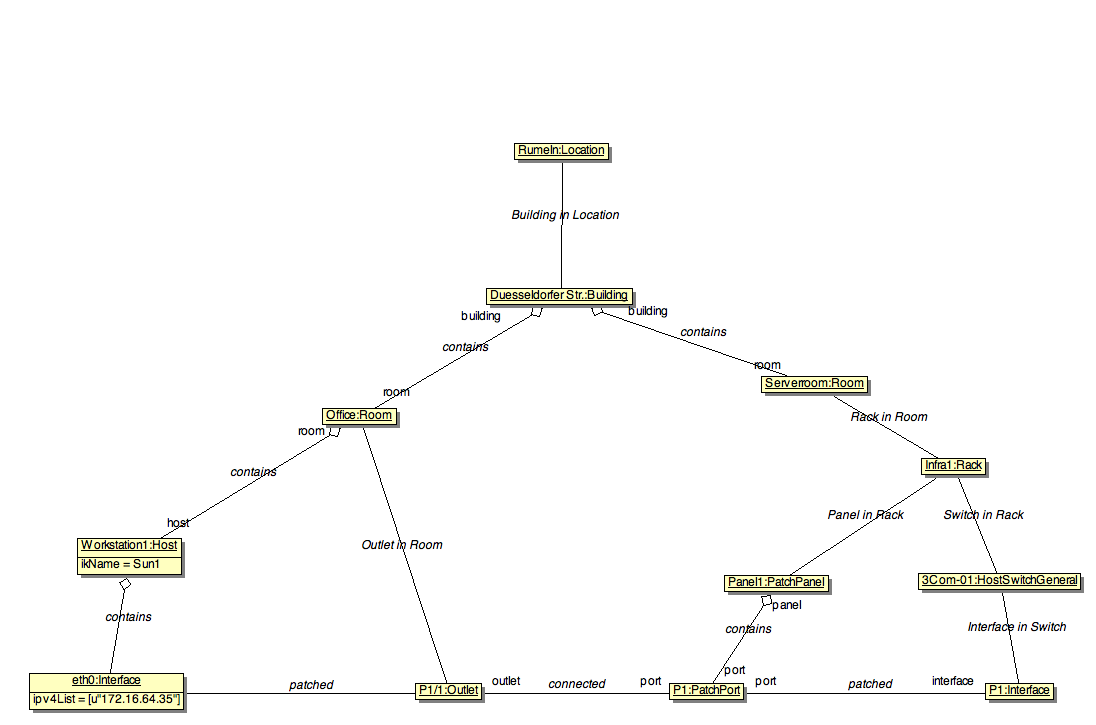 Rumeln:Location
Building in Location
Duesseldorfer Str.:Building
building
building
contains
contains
room
room
Serverroom:Room
Office:Room
Rack in Room
room
contains
Infra1:Rack
host
Panel in Rack
Switch in Rack
Workstation1:Host
ikName = Sun1
Outlet in Room
Panel1:PatchPanel
3Com-01:HostSwitchGeneral
panel
contains
contains
Interface in Switch
port
eth0:Interface
ipv4List = [u"172.16.64.35"]
patched
P1/1:Outlet
outlet
connected
port
P1:PatchPort
port
patched
interface
P1:Interface